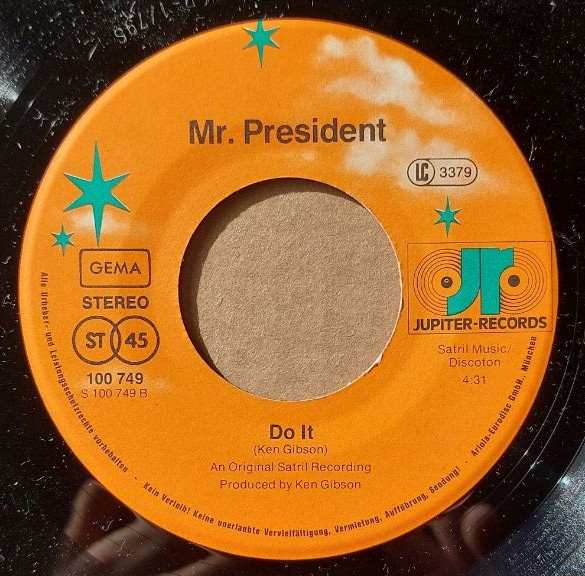 Mr. President
LC 3379
GEMA
STEREO
ST 45
100 749
S 100 749 B
jr
JUPITER-RECORDS
Satril Music/
Discoton
4:31
Do It
(Ken Gibson)
An Original Satril Recording
Produced by Ken Gibson
Alle Urheber- und Leistungsschutzrechte vorbehalten - Kein Verleih! Keine unerlaubte Vervielfältigung, Vermietung, Aufführung, Sendung! - Ariola-Eurodisc GmbH., München